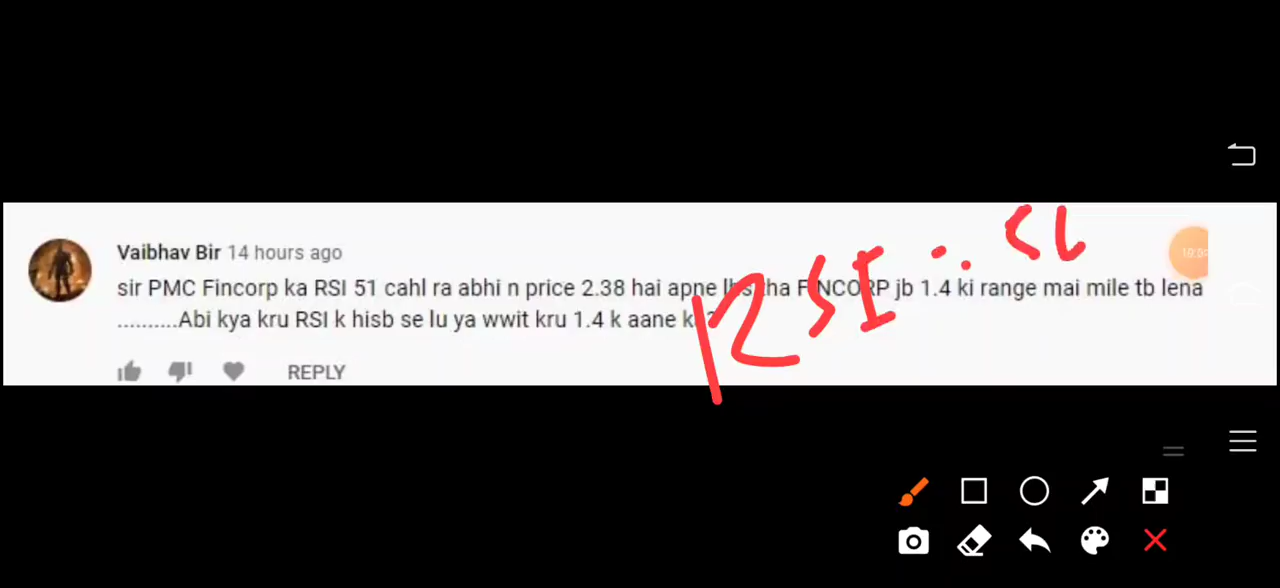 Vaibhav Bir 14 hours ago
sir PMC Fincorp ka RSI 51 cahl ra abhi n price 2.38 hai apne tha FINCORP jb 1.4 ki range mai mile tb lena
..........Abi kya kru RSI k hisb se lu ya wwit kru 1.4 k aane ka?
REPLY
RSI